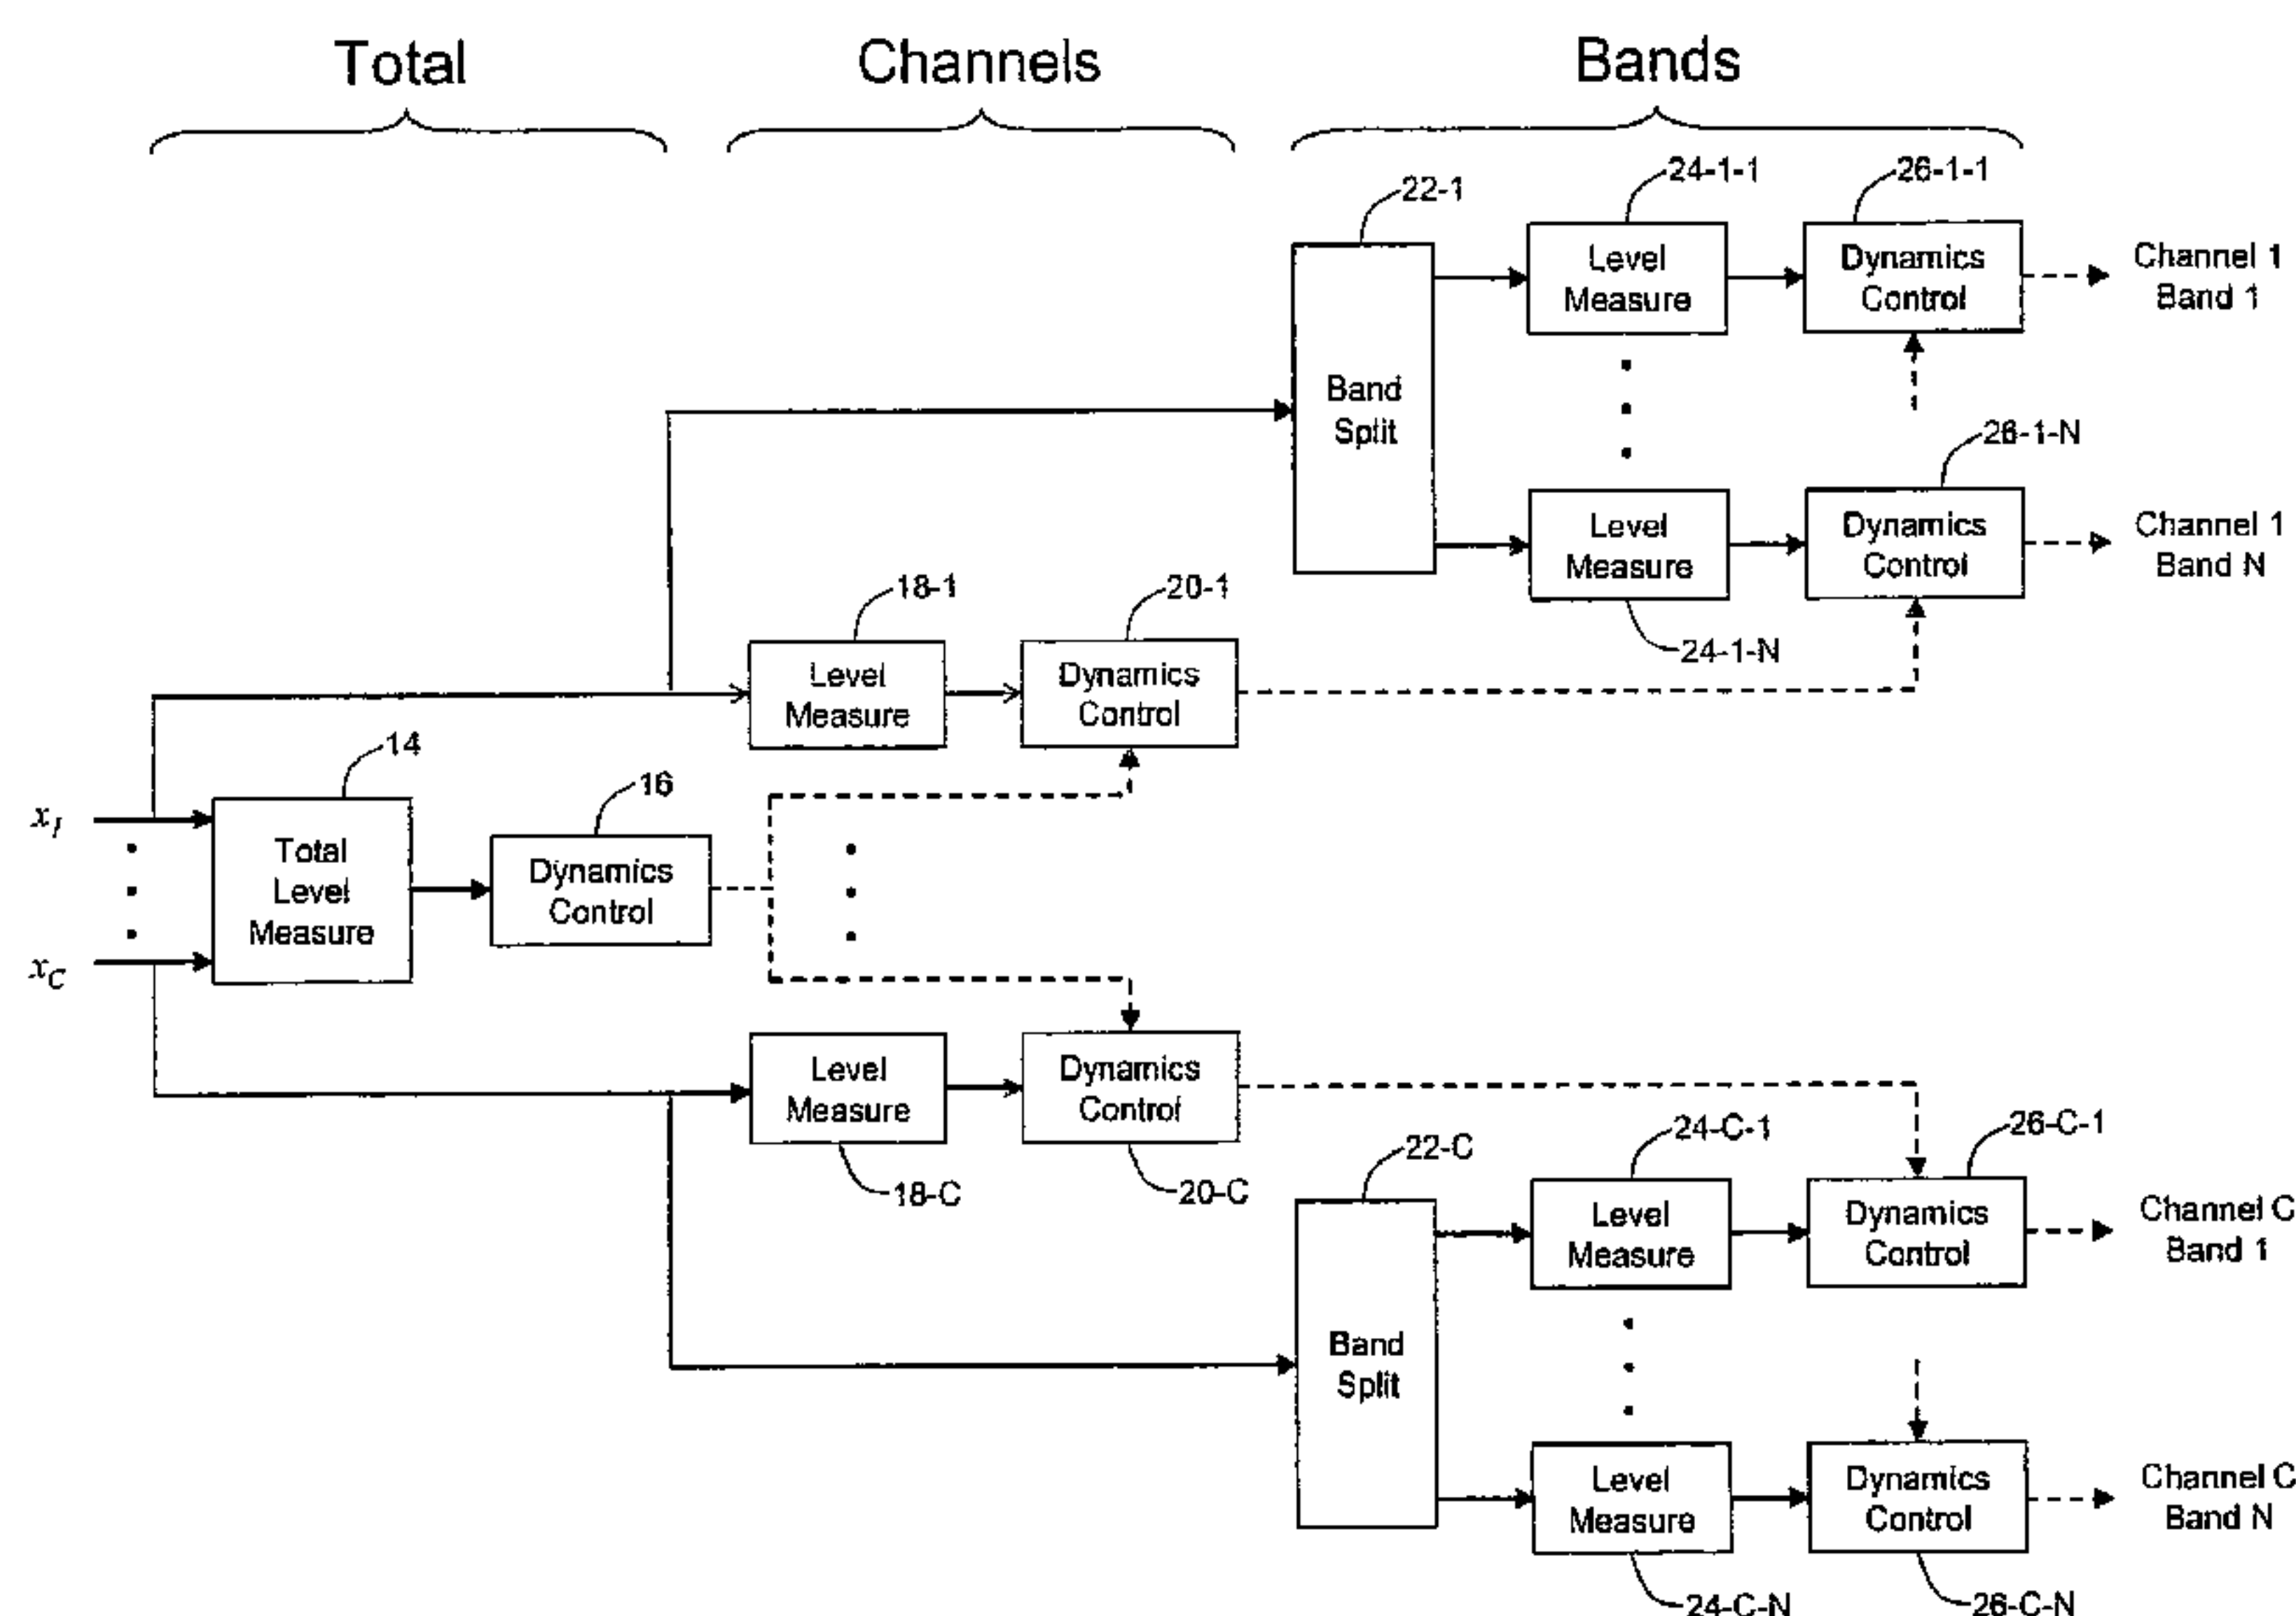 Total
Channels
Bands
22-1
24-1-1
26-1-1
Band
Split
Level
Measure
Dynamics
Control
Channel 1
Band 1
26-1-N
Level
Measure
Dynamics
Control
Channel 1
Band N
24-1-N
18-1
20-1
Level
Measure
Dynamics
Control
14
16
x1
xC
Total
Level
Measure
Dynamics
Control
Level
Measure
Dynamics
Control
18-C
20-C
22-C
24-C-1
26-C-1
Band
Split
Level
Measure
Dynamics
Control
Channel C
Band 1
Level
Measure
Dynamics
Control
Channel C
Band N
24-C-N
26-C-N